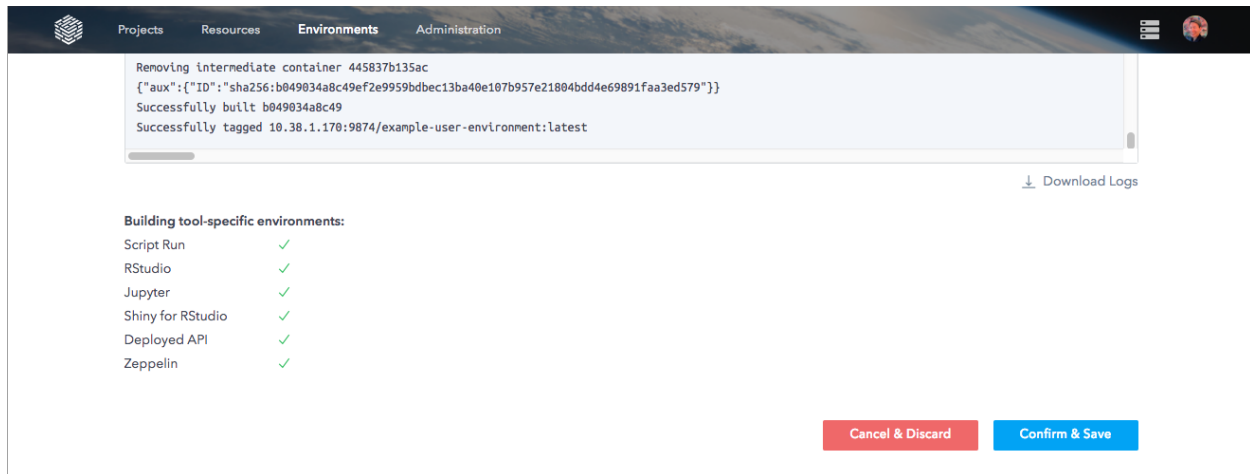 Projects Resources Environments Administration
Removing intermediate container 445837b135ac
{"aux":{"ID":"sha256:b049034a8c49ef2e9959bdbec13ba40e107b957e21804bdd4e69891faa3ed579"}}
Successfully built b049034a8c49
Successfully tagged 10.38.1.170:9874/example-user-environment:latest
Download Logs
Building tool-specific environments:
Script Run
RStudio
Jupyter
Shiny for RStudio
Deployed API
Zeppelin
Cancel & Discard Confirm & Save